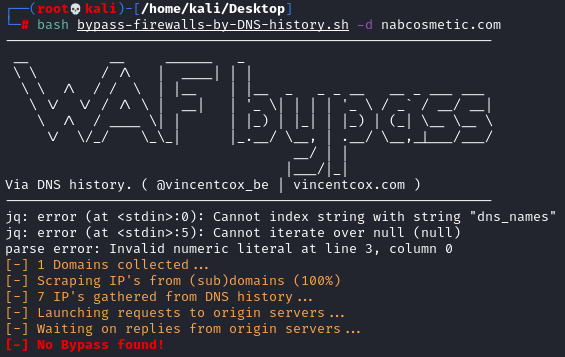 (root💀kali)-[/home/kali/Desktop]
# bash bypass-firewalls-by-DNS-history.sh -d nabcosmetic.com
WAF bypass
Via DNS history. ( @vincentcox_be | vincentcox.com )
jq: error (at <stdin>:0): Cannot index string with string "dns_names"
jq: error (at <stdin>:5): Cannot iterate over null (null)
parse error: Invalid numeric literal at line 3, column 0
[-] 1 Domains collected...
[-] Scraping IP's from (sub)domains (100%)
[-] 7 IP's gathered from DNS history...
[-] Launching requests to origin servers...
[-] Waiting on replies from origin servers...
[-] No Bypass found!